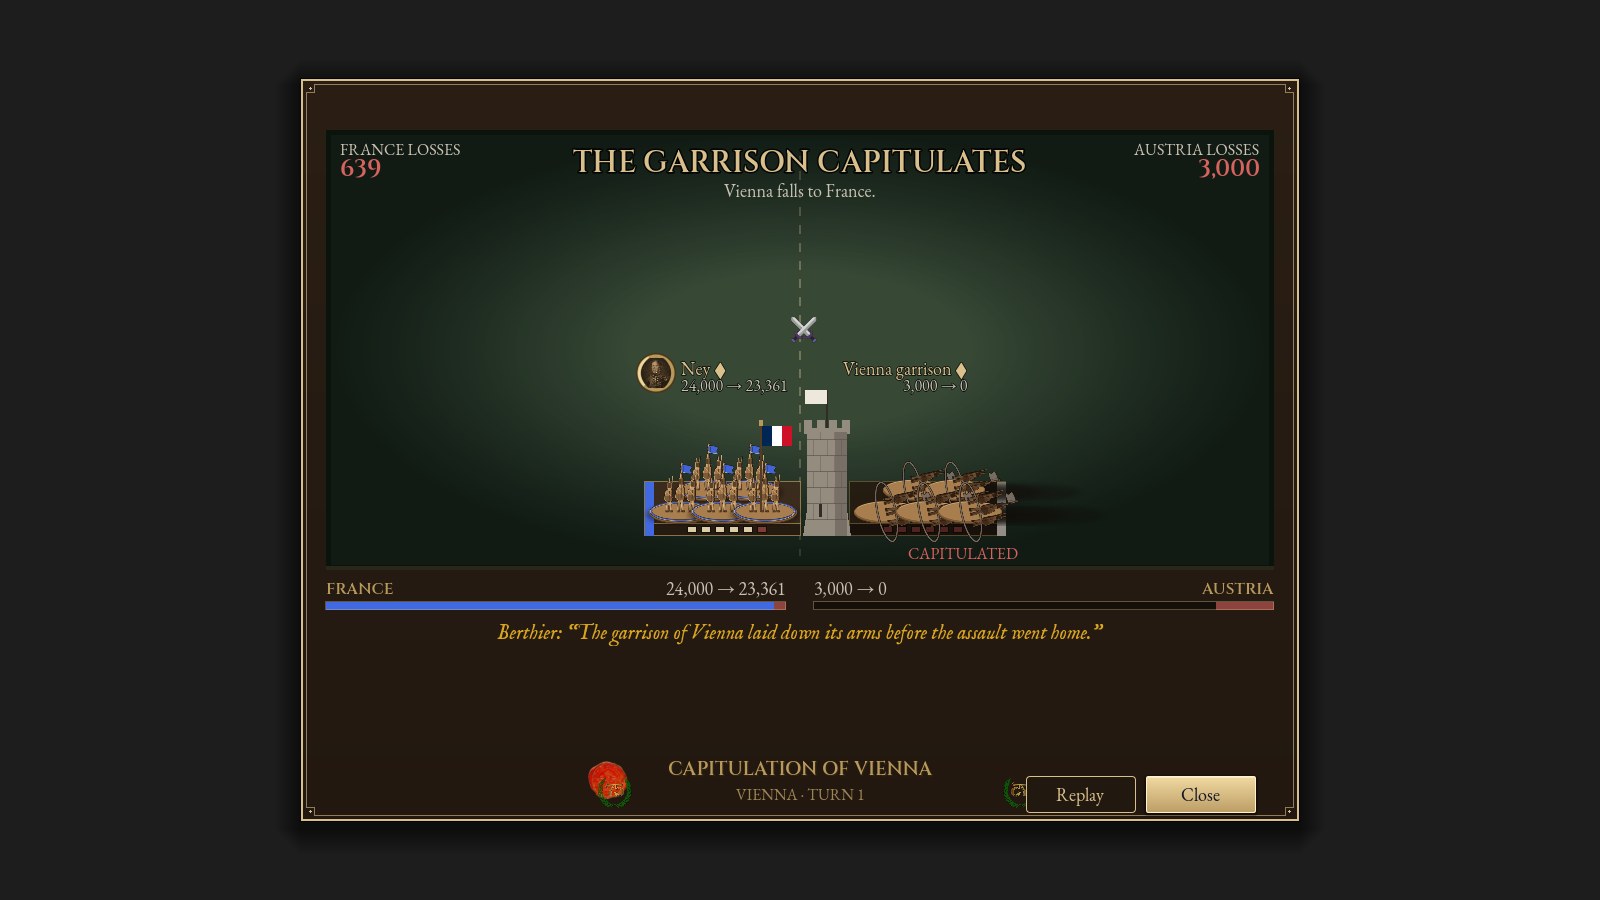 FRANCE LOSSES
639
THE GARRISON CAPITULATES
Vienna falls to France.
AUSTRIA LOSSES
3,000
Ney
24,000 → 23,361
Vienna garrison
3,000 → 0
CAPITULATED
FRANCE
24,000 → 23,361
3,000 → 0
AUSTRIA
Berthier: “The garrison of Vienna laid down its arms before the assault went home.”
CAPITULATION OF VIENNA
VIENNA · TURN 1
Replay
Close